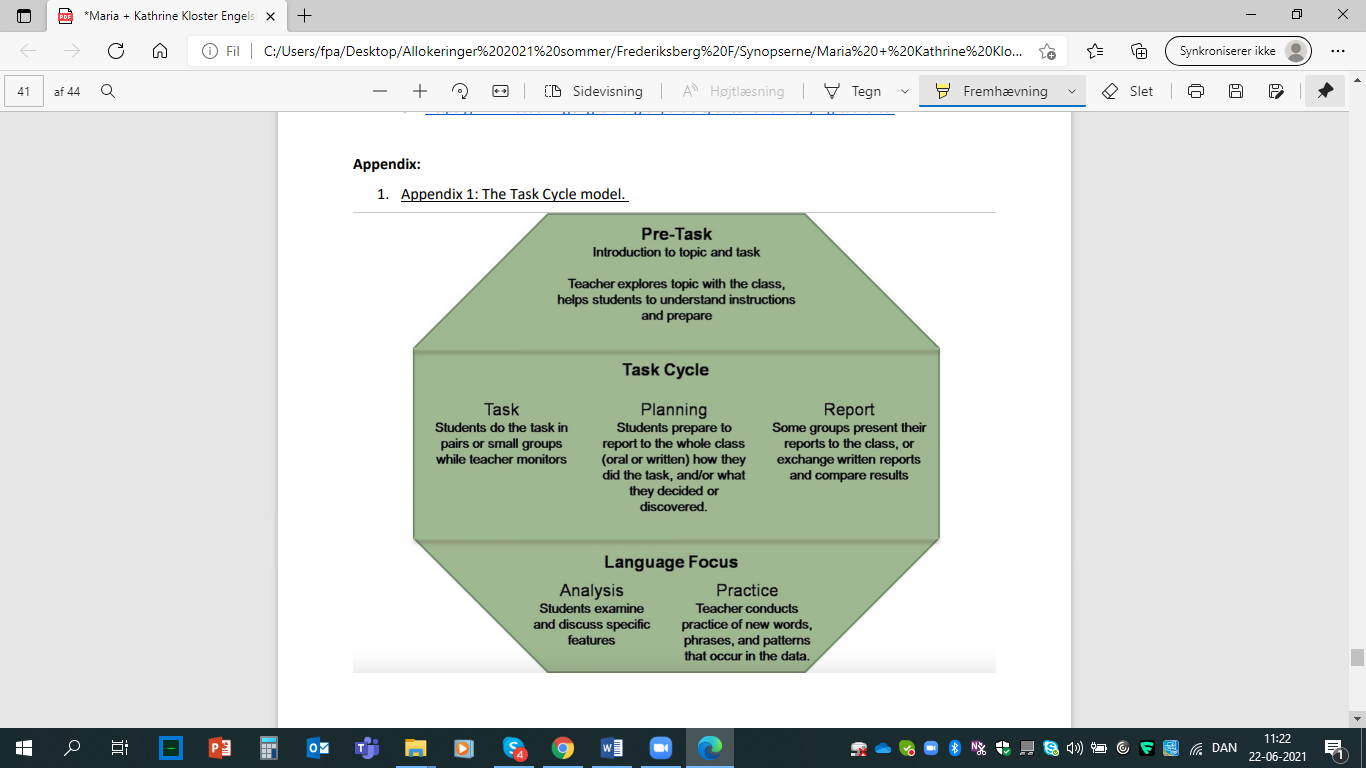 *Maria + Kathrine Kloster Engels
Fil
C:/Users/fpa/Desktop/Allokeringer%202021%20sommer/Frederiksberg%20F/Synopserne/Maria%20+%20Kathrine%20Klo...
Synkroniserer ikke
41 af 44
Sidevisning
Højtlæsning
Tegn
Fremhævning
Slet
Appendix:
1. Appendix 1: The Task Cycle model.
Pre-Task
Introduction to topic and task
Teacher explores topic with the class,
helps students to understand instructions
and prepare
Task Cycle
Task
Students do the task in
pairs or small groups
while teacher monitors
Planning
Students prepare to
report to the whole class
(oral or written) how they
did the task, and/or what
they decided or
discovered.
Report
Some groups present their
reports to the class, or
exchange written reports
and compare results
Language Focus
Analysis
Students examine
and discuss specific
features
Practice
Teacher conducts
practice of new words,
phrases, and patterns
that occur in the data.
DAN
11:22
22-06-2021